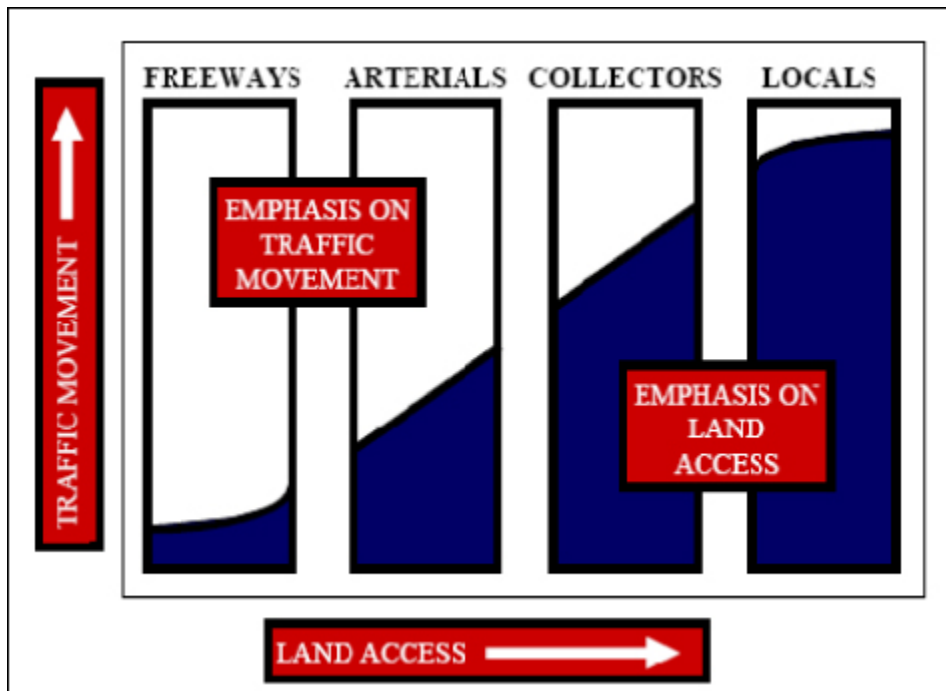 FREEWAYS ARTERIALS COLLECTORS LOCALS
TRAFFIC MOVEMENT
EMPHASIS ON
TRAFFIC
MOVEMENT
EMPHASIS ON
LAND
ACCESS
LAND ACCESS